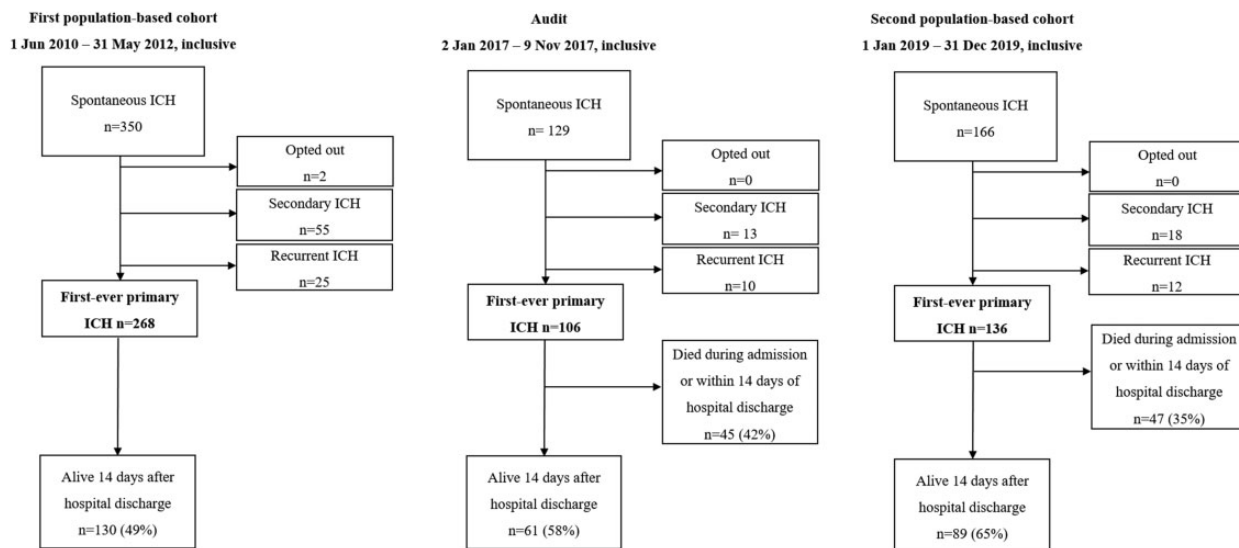 First population-based cohort
1 Jun 2010 – 31 May 2012, inclusive
Spontaneous ICH
n=350
Opted out
n=2
Secondary ICH
n=55
Recurrent ICH
n=25
First-ever primary
ICH n=268
Alive 14 days after
hospital discharge
n=130 (49%)
Audit
2 Jan 2017 – 9 Nov 2017, inclusive
Spontaneous ICH
n= 129
Opted out
n=0
Secondary ICH
n= 13
Recurrent ICH
n=10
First-ever primary
ICH n=106
Died during admission
or within 14 days of
hospital discharge
n=45 (42%)
Alive 14 days after
hospital discharge
n=61 (58%)
Second population-based cohort
1 Jan 2019 – 31 Dec 2019, inclusive
Spontaneous ICH
n=166
Opted out
n=0
Secondary ICH
n=18
Recurrent ICH
n=12
First-ever primary
ICH n=136
Died during admission
or within 14 days of
hospital discharge
n=47 (35%)
Alive 14 days after
hospital discharge
n=89 (65%)